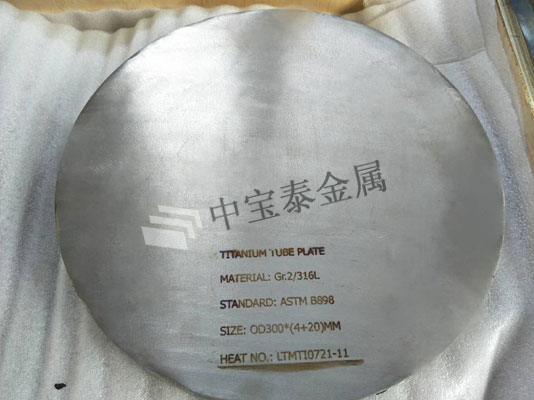 中宝泰金属
TITANIUM TUBE PLATE
MATERIAL: Gr.2/316L
STANDARD: ASTM B898
SIZE: OD300*(4+20)MM
HEAT NO.: LTMTI0721-11